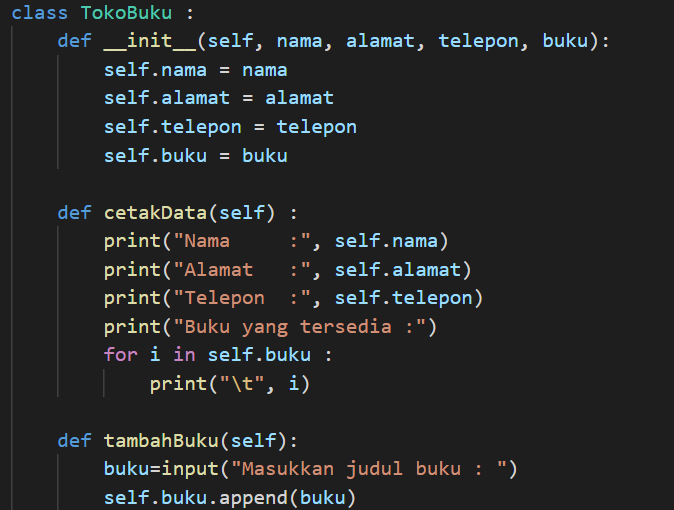 class TokoBuku :
    def __init__(self, nama, alamat, telepon, buku):
        self.nama = nama
        self.alamat = alamat
        self.telepon = telepon
        self.buku = buku

    def cetakData(self) :
        print("Nama     :", self.nama)
        print("Alamat   :", self.alamat)
        print("Telepon  :", self.telepon)
        print("Buku yang tersedia :")
        for i in self.buku :
            print("\t", i)

    def tambahBuku(self):
        buku=input("Masukkan judul buku : ")
        self.buku.append(buku)